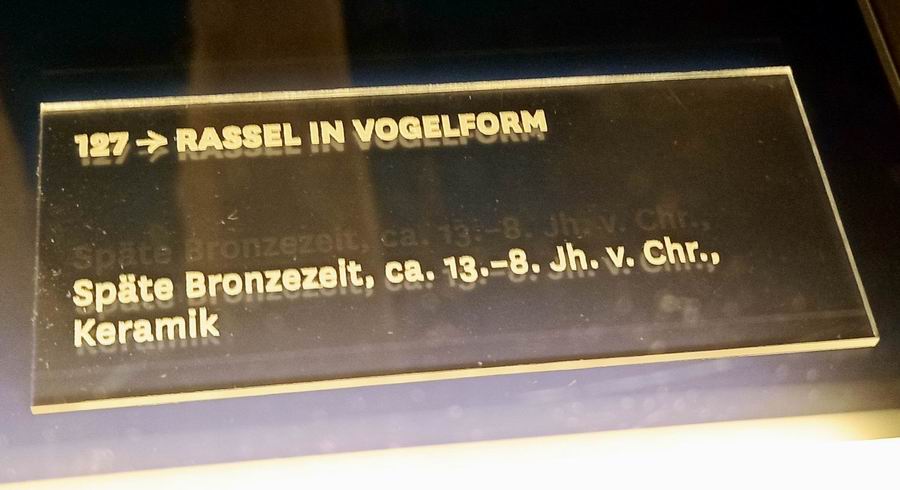 127 → RASSEL IN VOGELFORM
Späte Bronzezeit, ca. 13.–8. Jh. v. Chr.,
Keramik